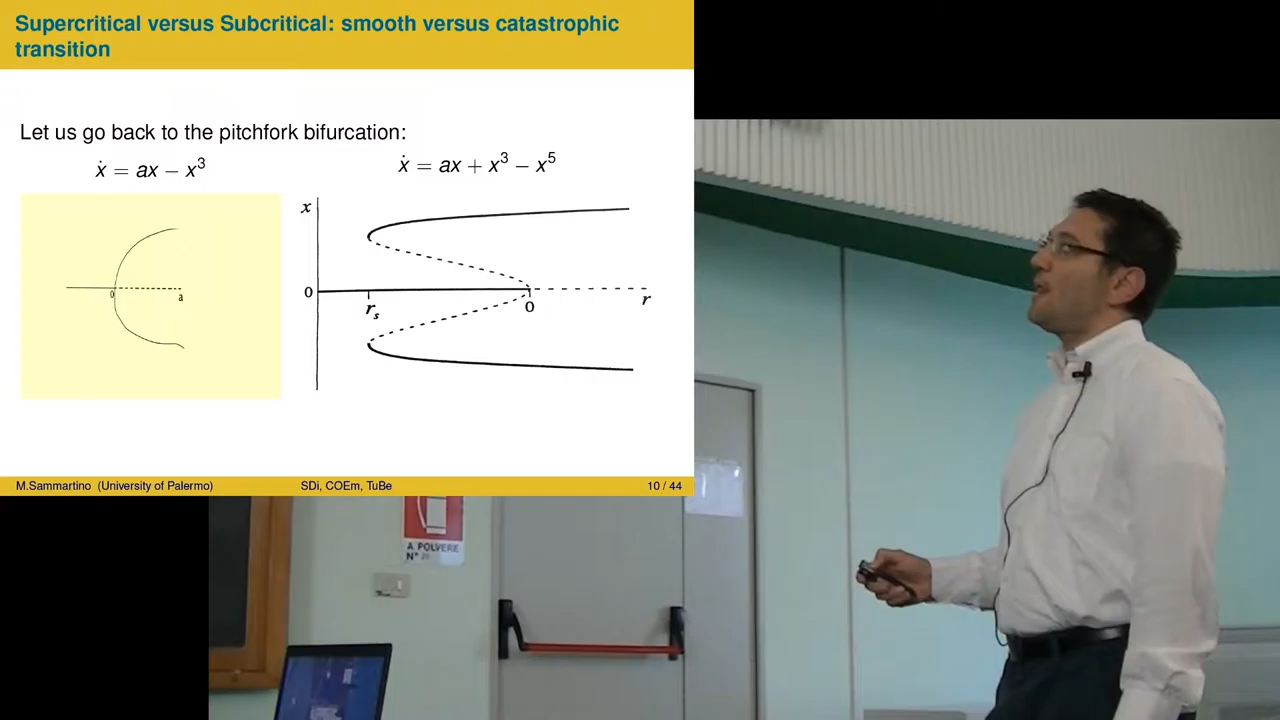 Supercritical versus Subcritical: smooth versus catastrophic
transition
Let us go back to the pitchfork bifurcation:
ẋ = ax − x³
ẋ = ax + x³ − x⁵
0
a
x
0
r_s
0
r
M.Sammartino (University of Palermo)
SDi, COEm, TuBe
10 / 44
A POLVERE
N°